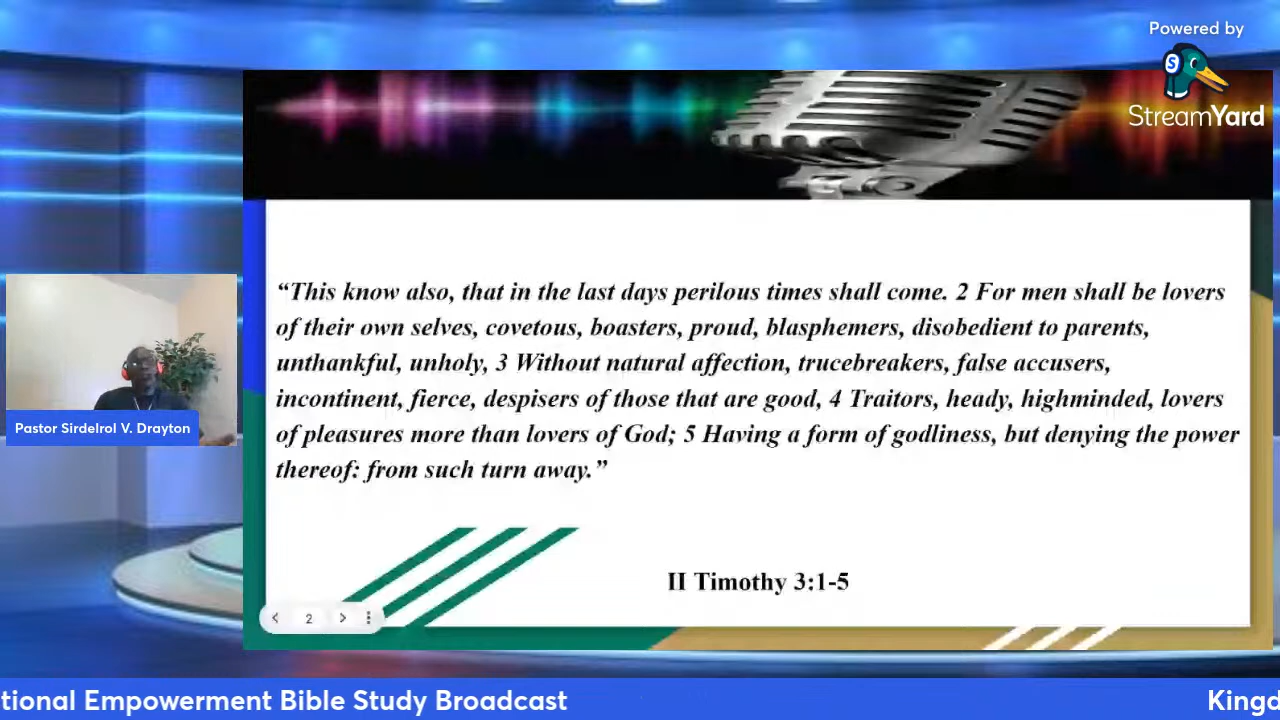 Powered by
StreamYard
“This know also, that in the last days perilous times shall come. 2 For men shall be lovers
of their own selves, covetous, boasters, proud, blasphemers, disobedient to parents,
unthankful, unholy, 3 Without natural affection, trucebreakers, false accusers,
incontinent, fierce, despisers of those that are good, 4 Traitors, heady, highminded, lovers
of pleasures more than lovers of God; 5 Having a form of godliness, but denying the power
thereof: from such turn away.”
II Timothy 3:1-5
2
Pastor Sirdelrol V. Drayton
tional Empowerment Bible Study Broadcast
Kingd